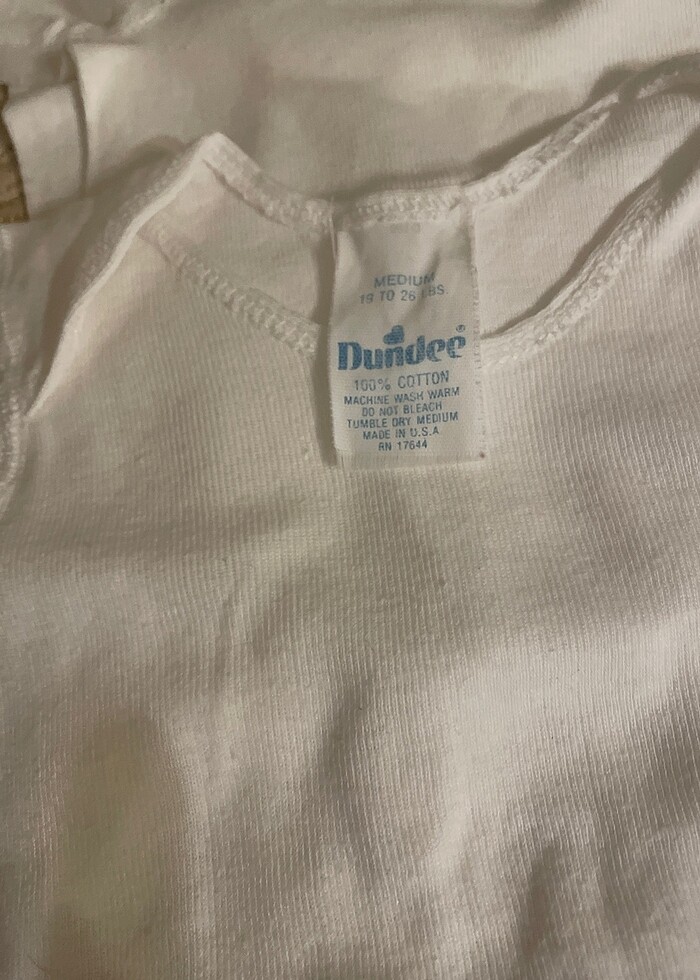 MEDIUM
19 TO 26 LBS.
Dundee®
100% COTTON
MACHINE WASH WARM
DO NOT BLEACH
TUMBLE DRY MEDIUM
MADE IN U.S.A
RN 17644